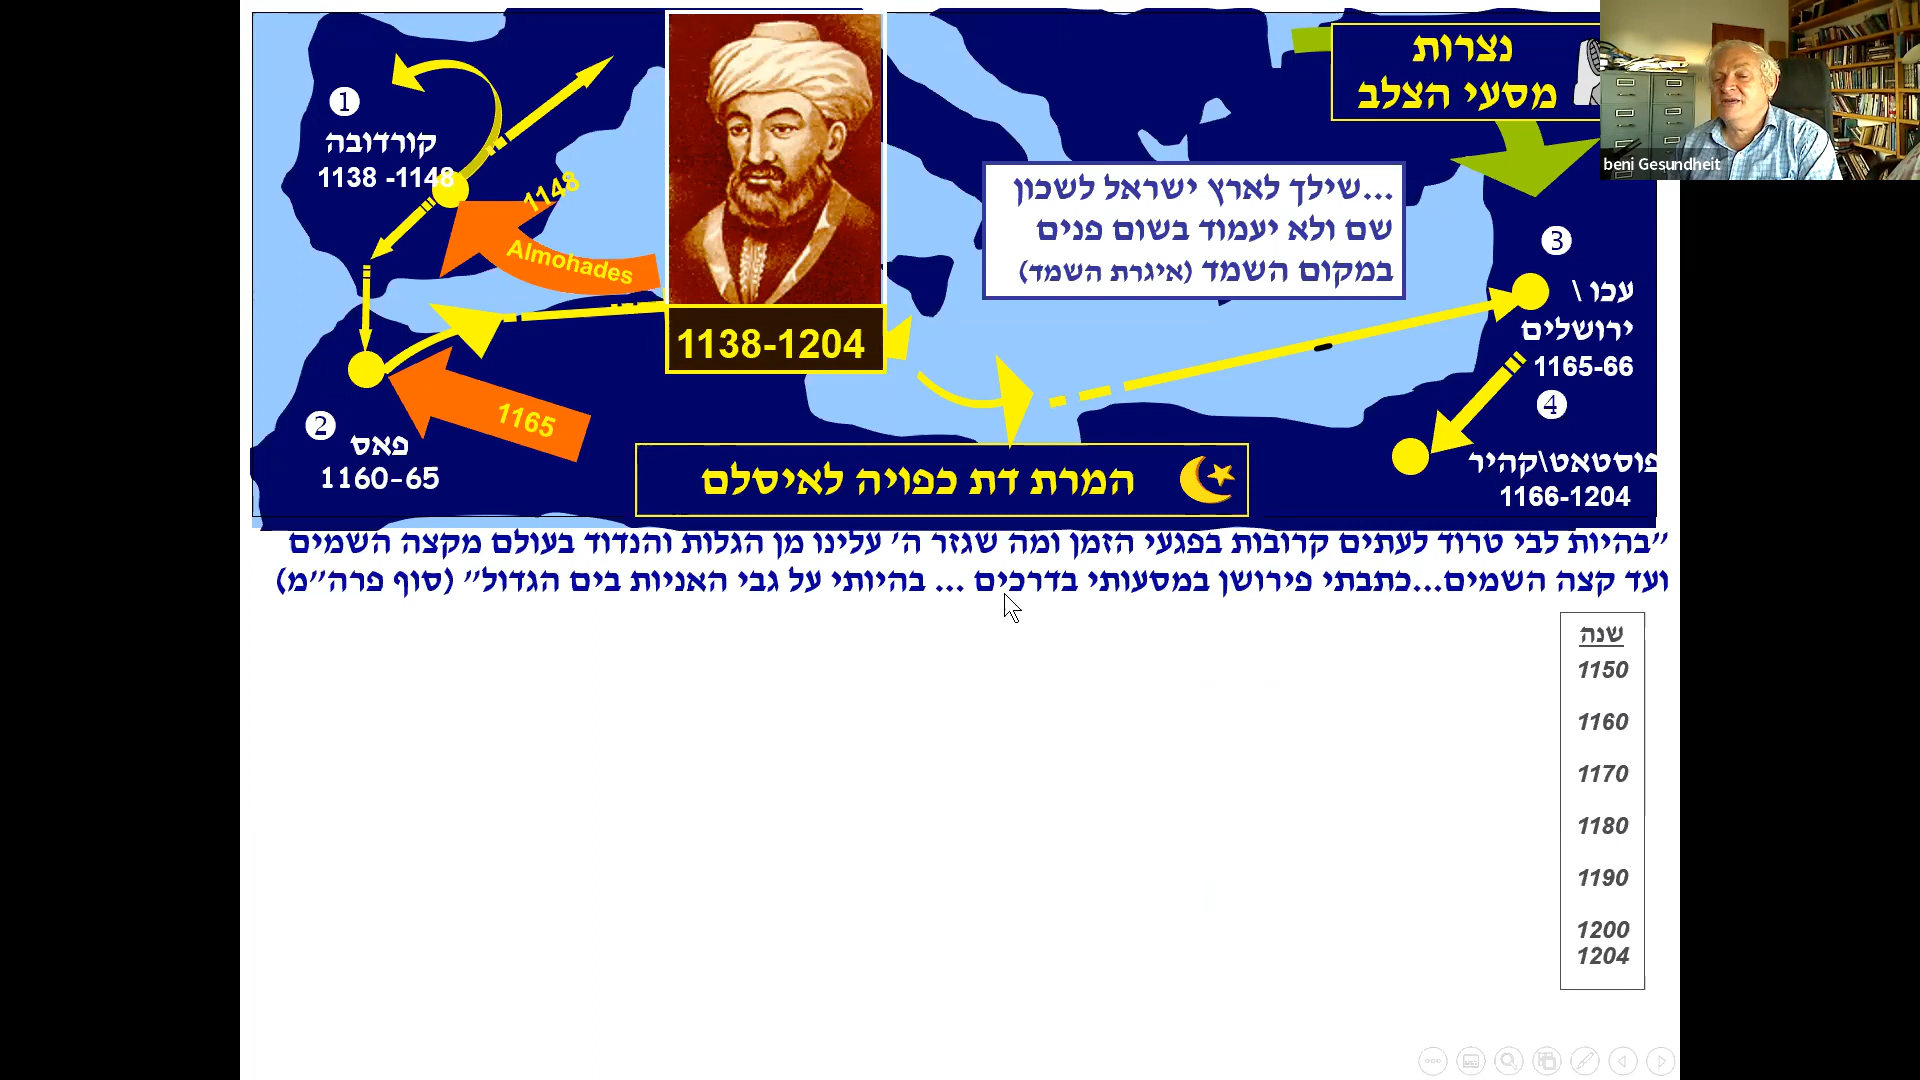 נצרות
מסעי הצלב
beni Gesundheit
1
קורדובה
1138 -1148
1148
Almohades
...שילך לארץ ישראל לשכון
שם ולא יעמוד בשום פנים
במקום השמד (איגרת השמד)
3
עכו \
ירושלים
1165-66
1138-1204
1165
2
פאס
1160-65
4
פוסטאט\קהיר
1166-1204
המרת דת כפויה לאיסלם
"בהיות לבי טרוד לעתים קרובות בפגעי הזמן ומה שגזר ה' עלינו מן הגלות והנדוד בעולם מקצה השמים
ועד קצה השמים...כתבתי פירושן במסעותי בדרכים ... בהיותי על גבי האניות בים הגדול" (סוף פרה"מ)
שנה
1150
1160
1170
1180
1190
1200
1204